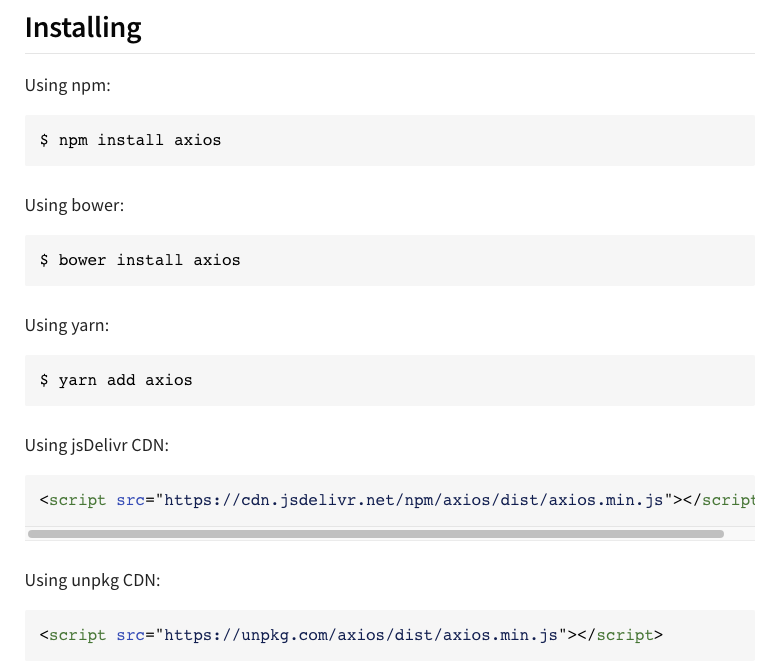 Installing
Using npm:
$ npm install axios
Using bower:
$ bower install axios
Using yarn:
$ yarn add axios
Using jsDelivr CDN:
<script src="https://cdn.jsdelivr.net/npm/axios/dist/axios.min.js"></script
Using unpkg CDN:
<script src="https://unpkg.com/axios/dist/axios.min.js"></script>